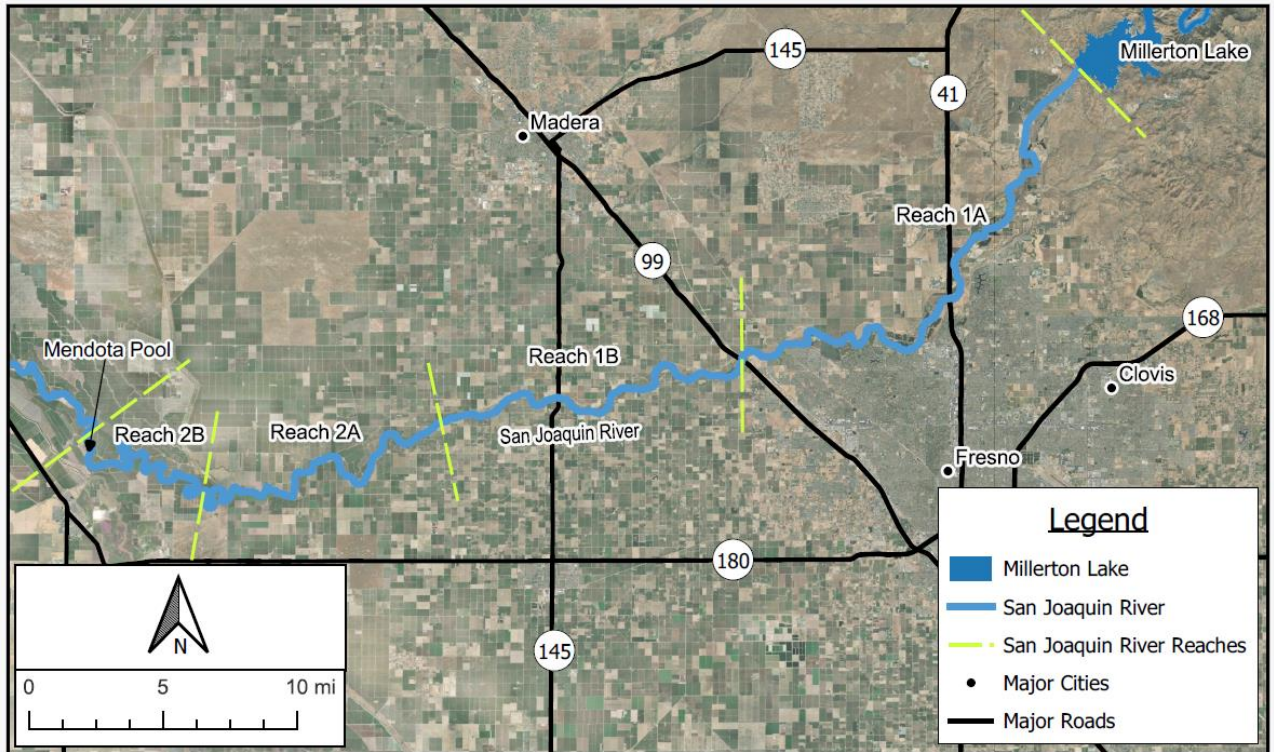 Millerton Lake
145
41
Madera
Reach 1A
99
168
Mendota Pool
Reach 1B
Clovis
Reach 2B
Reach 2A
San Joaquin River
Fresno
180
145
N
0 5 10 mi
Legend
Millerton Lake
San Joaquin River
San Joaquin River Reaches
Major Cities
Major Roads